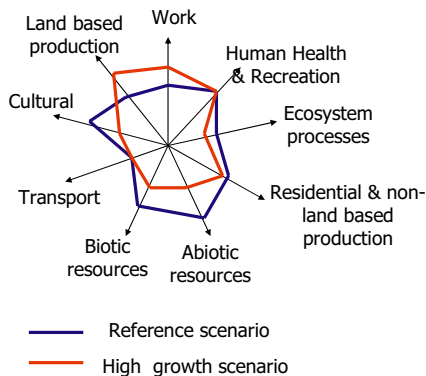 Work
Land based
production
Human Health
& Recreation
Cultural
Ecosystem
processes
Transport
Residential & non-
land based
production
Biotic
resources
Abiotic
resources
Reference scenario
High growth scenario